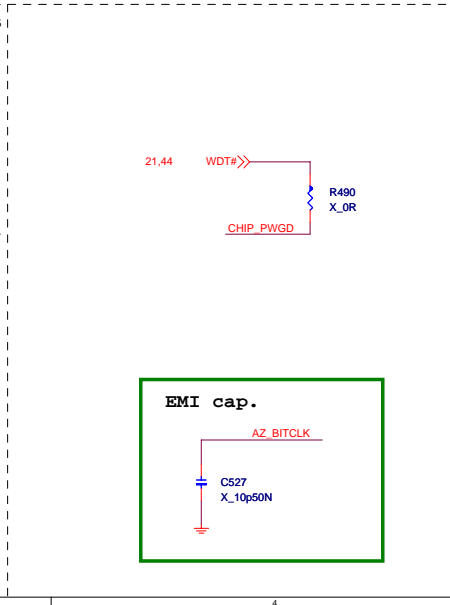 21,44 WDT#
R490
X_0R
CHIP_PWGD
EMI cap.
AZ_BITCLK
C527
X_10p50N
4